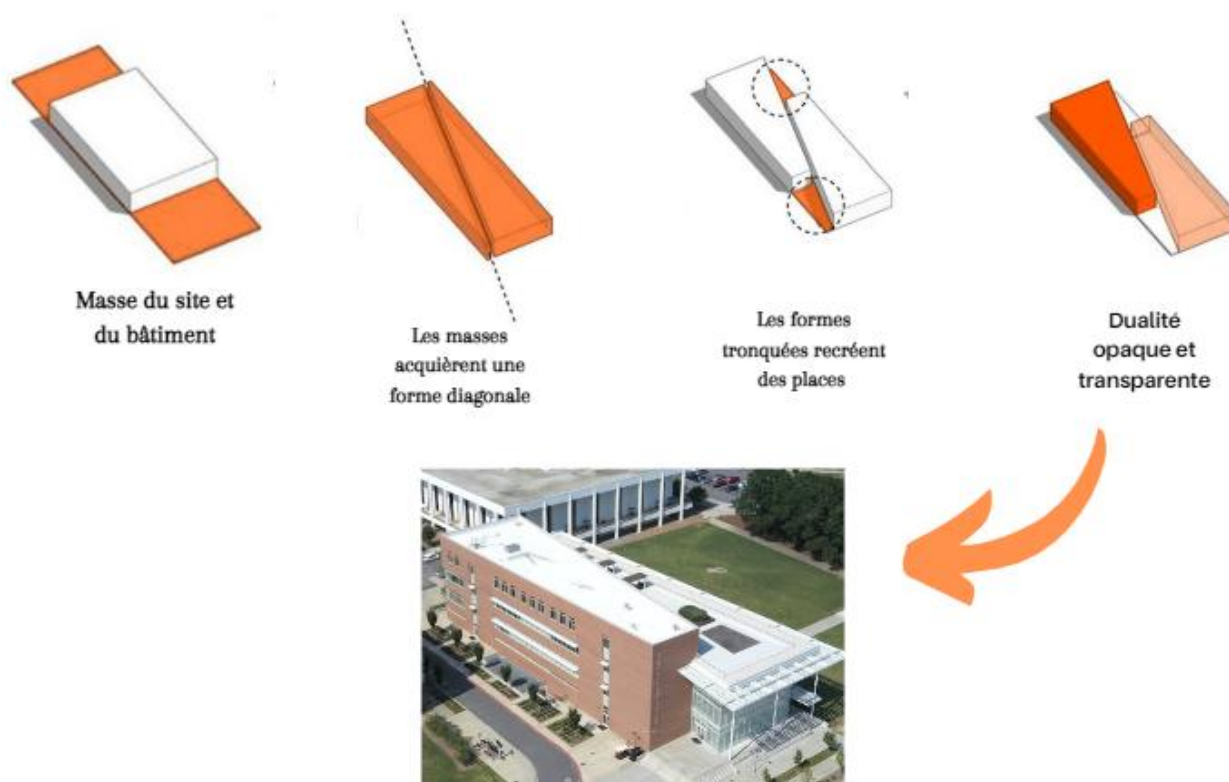 Masse du site et
du bâtiment
Les masses
acquièrent une
forme diagonale
Les formes
tronquées recréent
des places
Dualité
opaque et
transparente